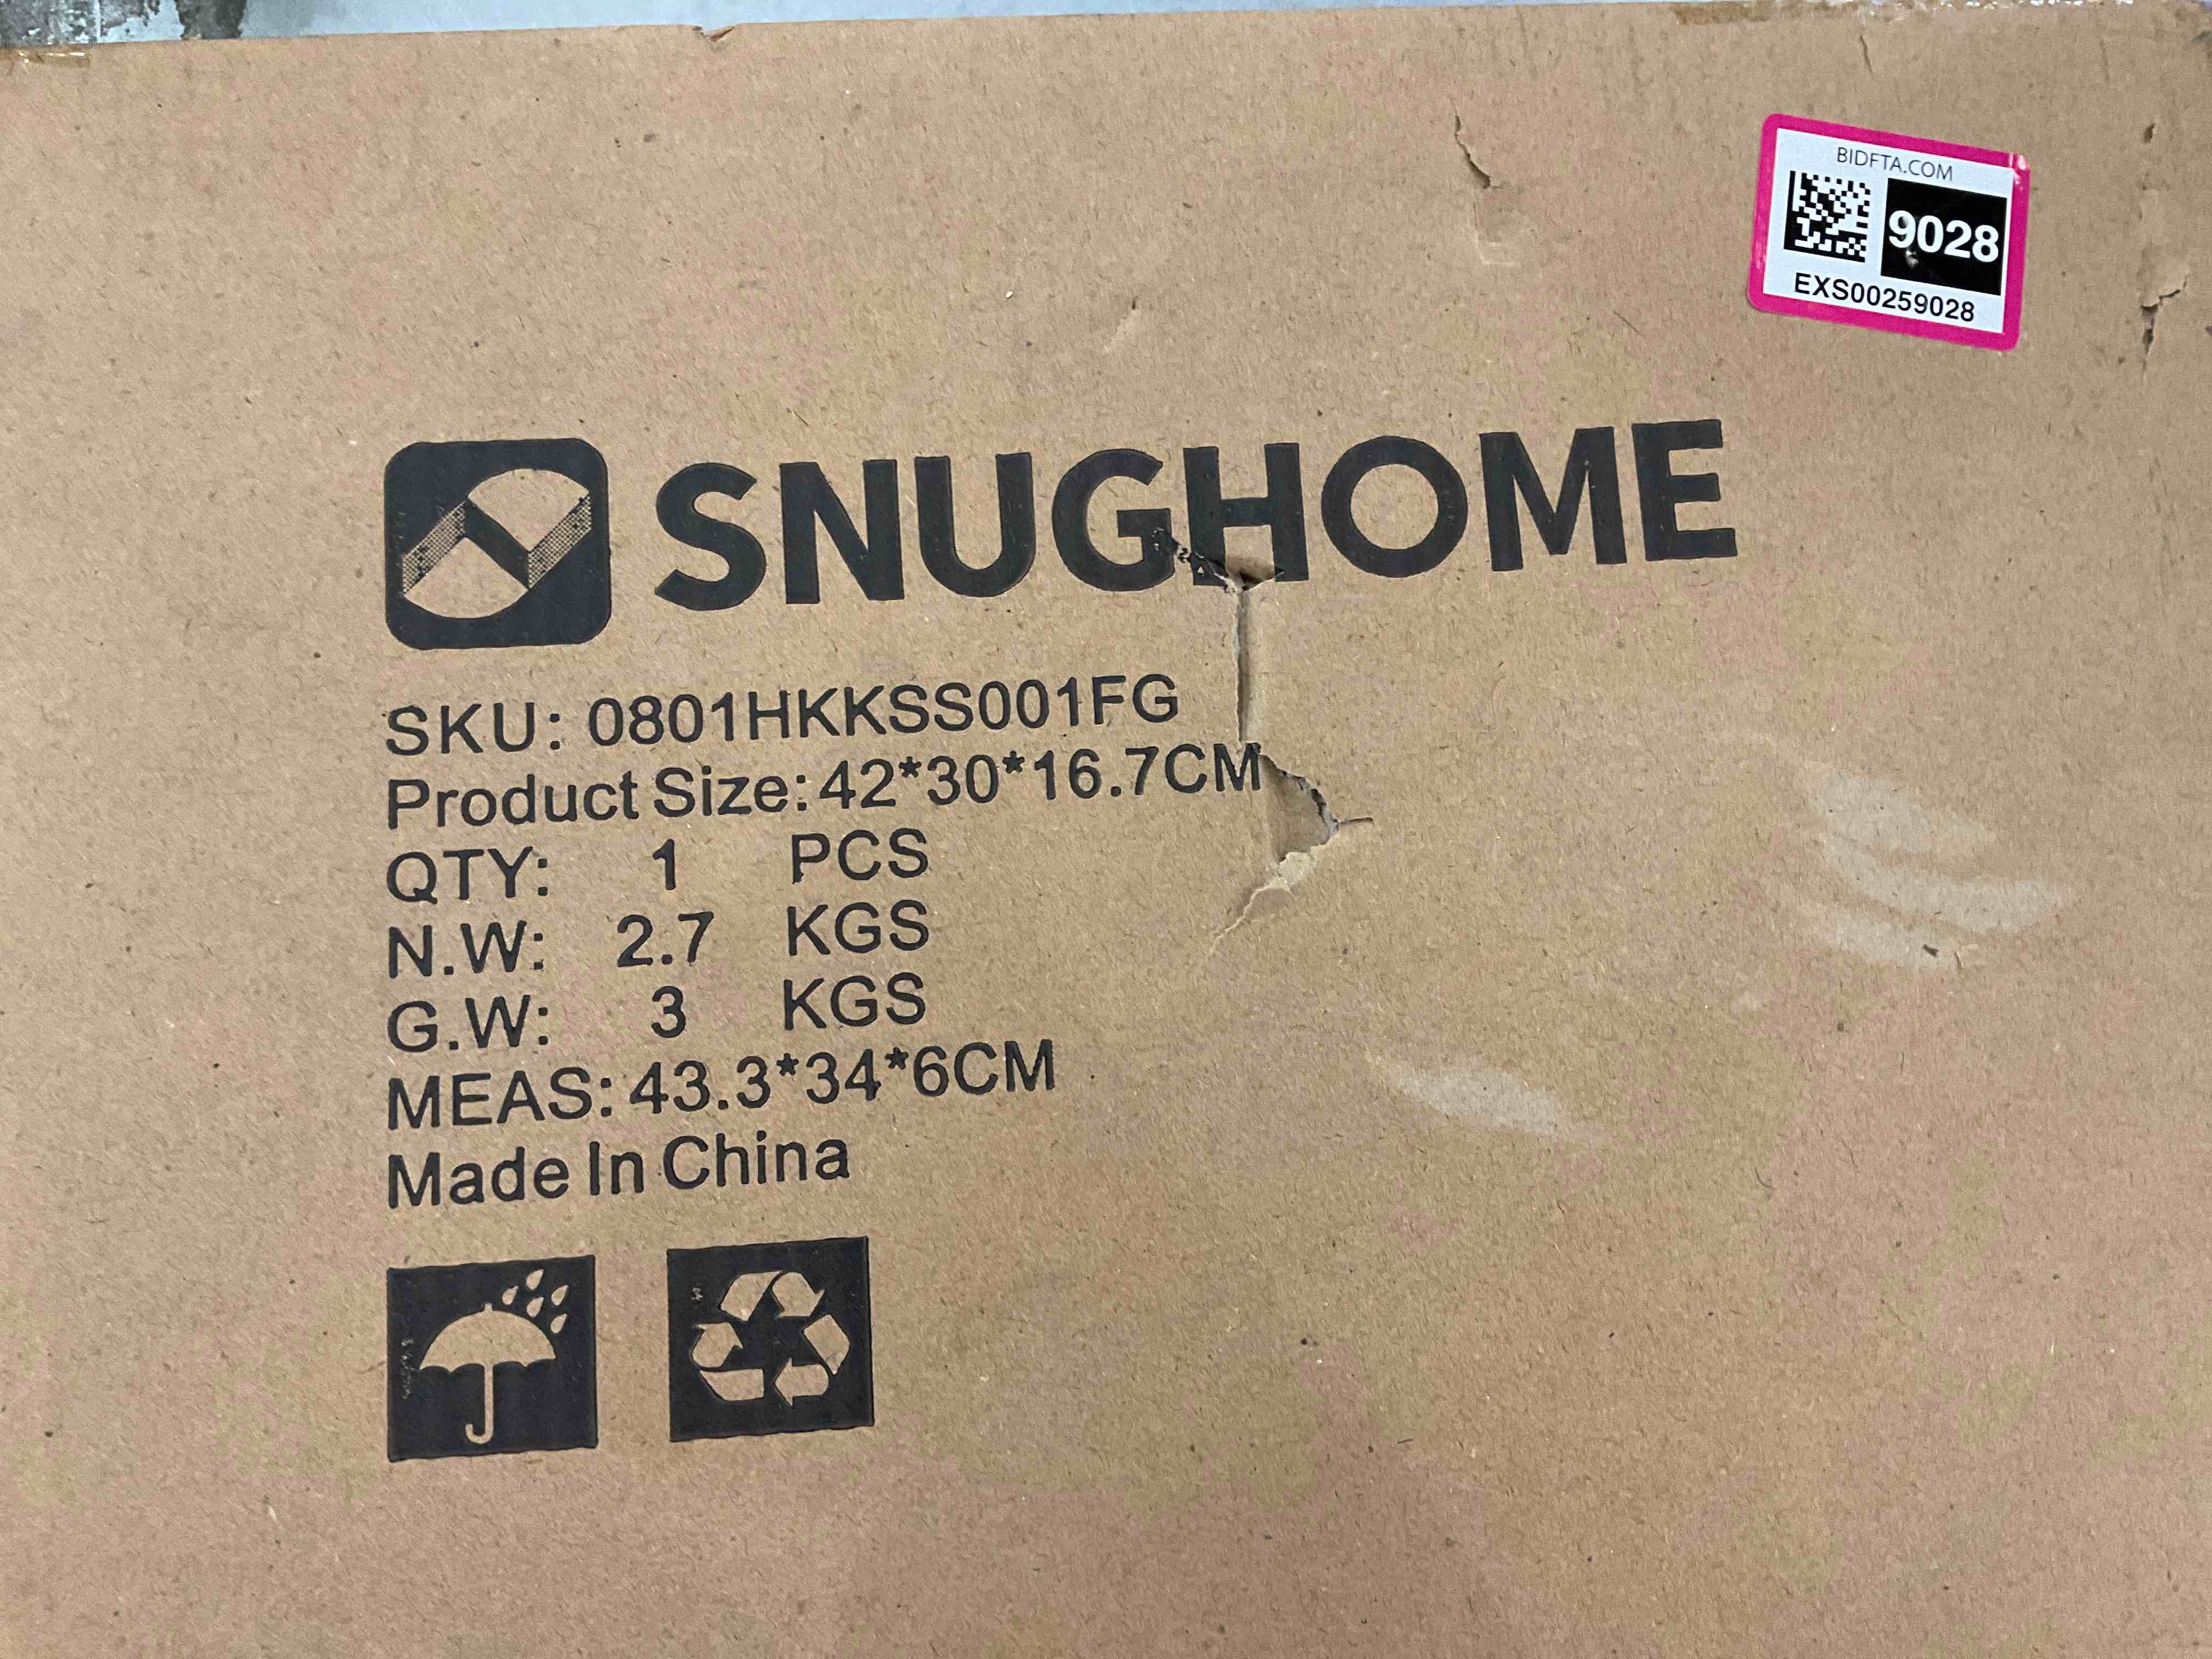 BIDFTA.COM
9028
EXS00259028
SNUGHOME
SKU: 0801HKKSS001FG
Product Size: 42*30*16.7CM
QTY: 1 PCS
N.W: 2.7 KGS
G.W: 3 KGS
MEAS: 43.3*34*6CM
Made In China